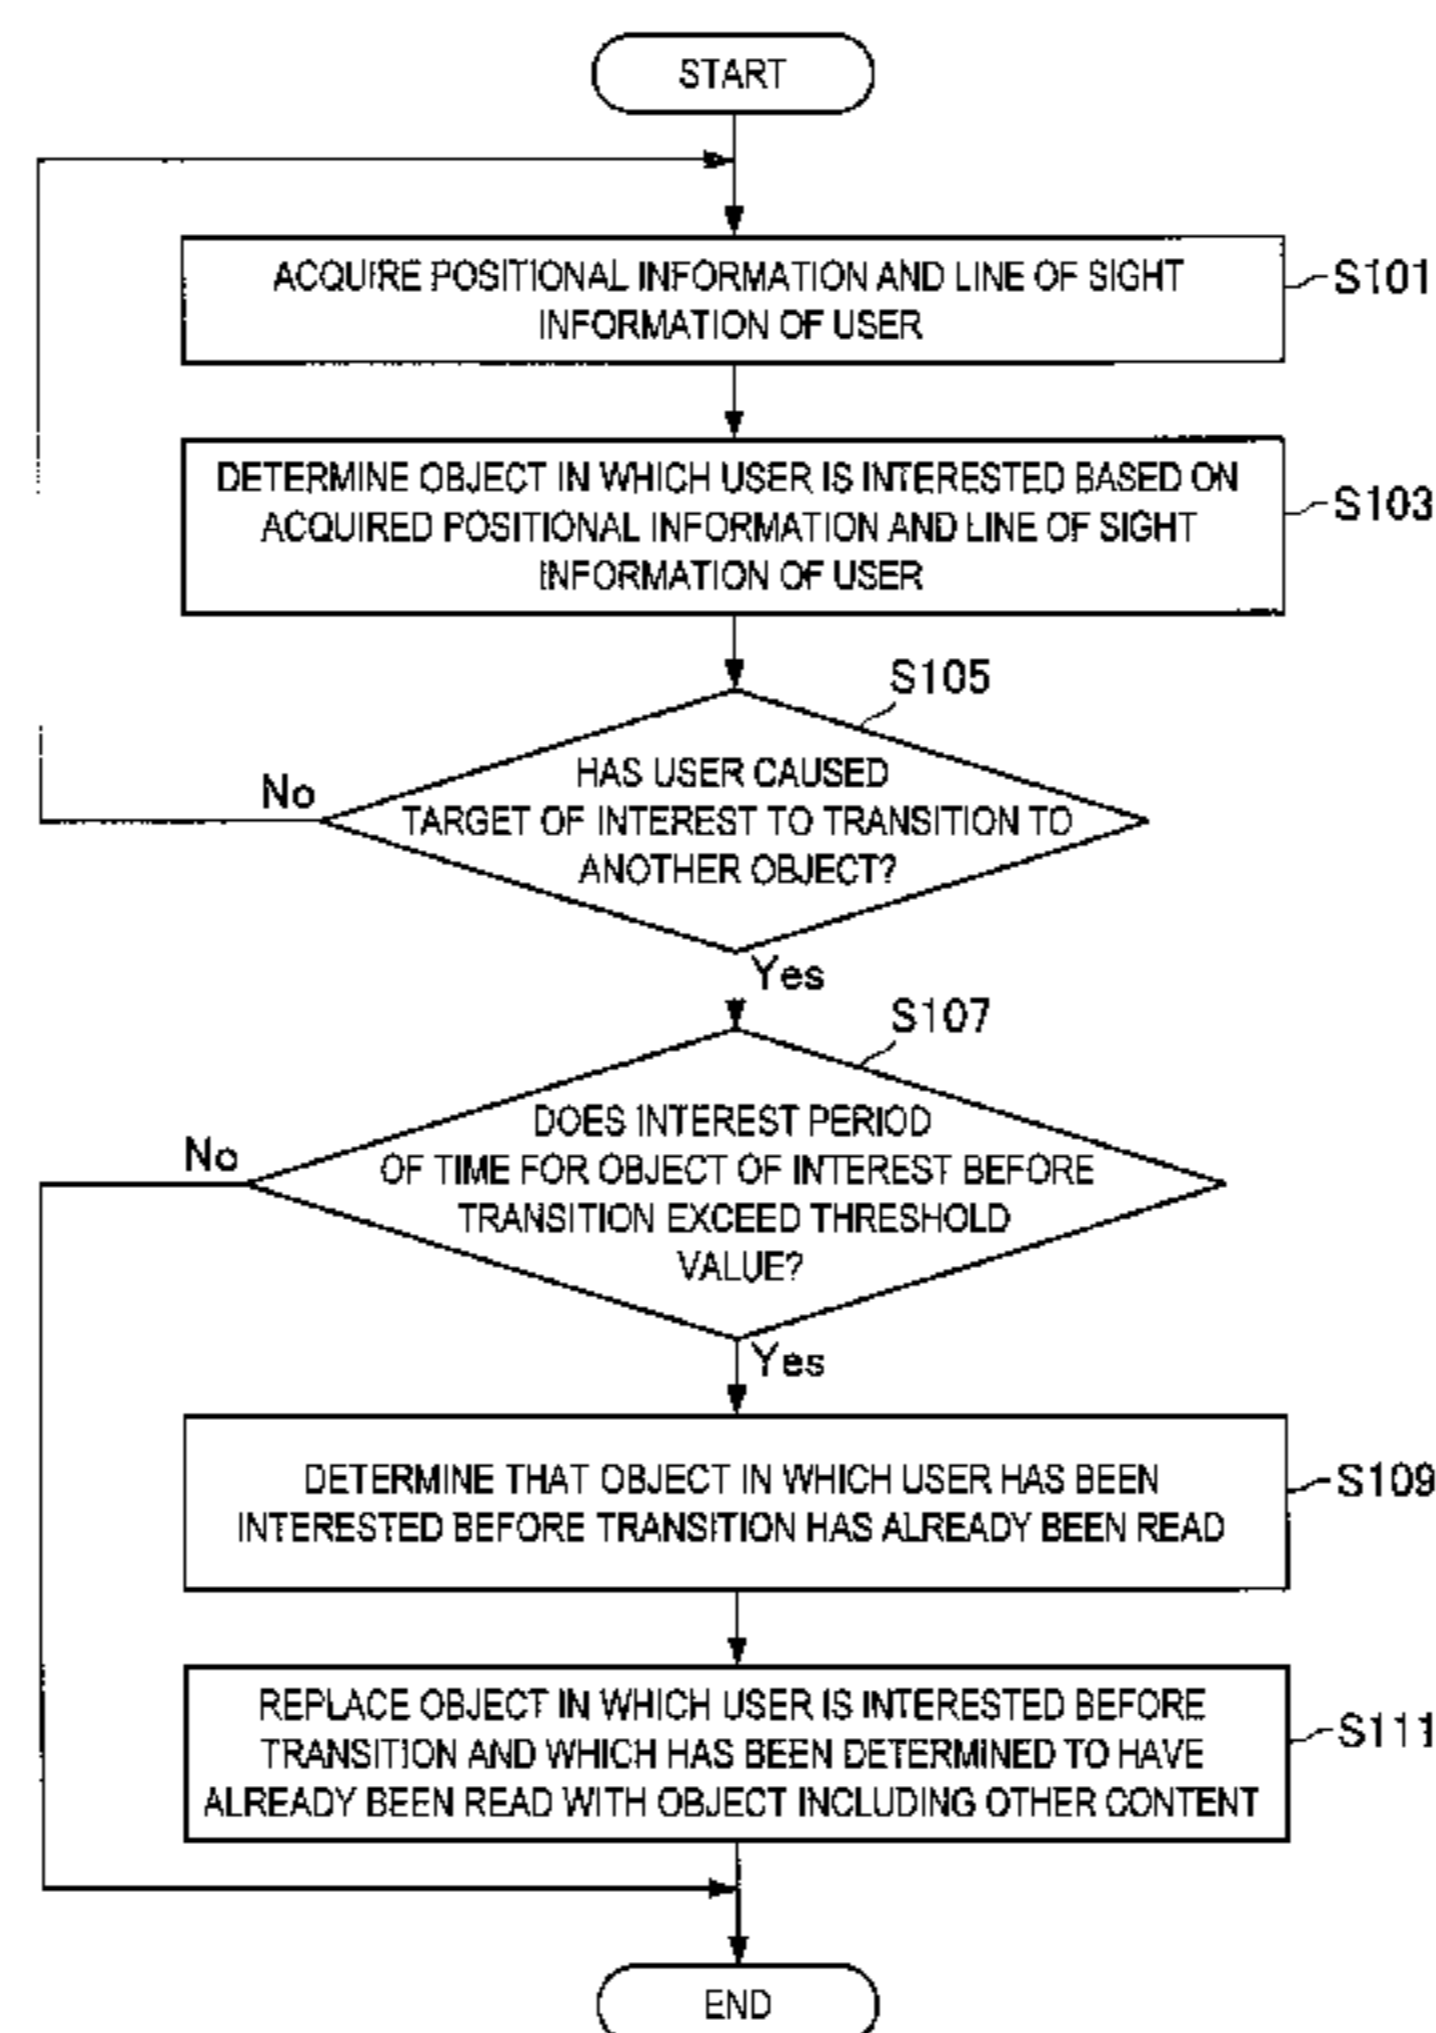 START
ACQUIRE POSITIONAL INFORMATION AND LINE OF SIGHT
INFORMATION OF USER
S101
DETERMINE OBJECT IN WHICH USER IS INTERESTED BASED ON
ACQUIRED POSITIONAL INFORMATION AND LINE OF SIGHT
INFORMATION OF USER
S103
S105
HAS USER CAUSED
TARGET OF INTEREST TO TRANSITION TO
ANOTHER OBJECT?
No
Yes
S107
DOES INTEREST PERIOD
OF TIME FOR OBJECT OF INTEREST BEFORE
TRANSITION EXCEED THRESHOLD
VALUE?
No
Yes
DETERMINE THAT OBJECT IN WHICH USER HAS BEEN
INTERESTED BEFORE TRANSITION HAS ALREADY BEEN READ
S109
REPLACE OBJECT IN WHICH USER IS INTERESTED BEFORE
TRANSITION AND WHICH HAS BEEN DETERMINED TO HAVE
ALREADY BEEN READ WITH OBJECT INCLUDING OTHER CONTENT
S111
END